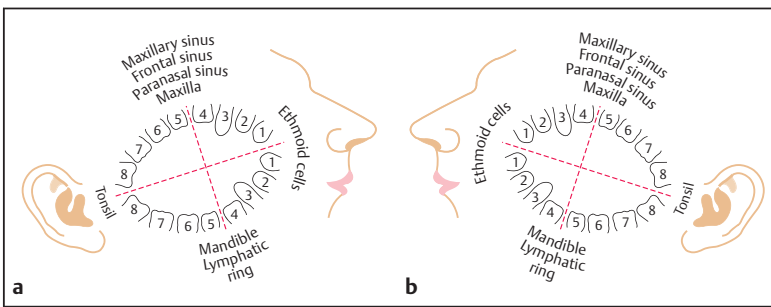 Maxillary sinus
Frontal sinus
Paranasal sinus
Maxilla
Ethmoid cells
8 7 6 5 4 3 2 1
8 7 6 5 4 3 2 1
Tonsil
Mandible
Lymphatic
ring
a
Maxillary sinus
Frontal sinus
Paranasal sinus
Maxilla
Ethmoid cells
1 2 3 4 5 6 7 8
1 2 3 4 5 6 7 8
Tonsil
Mandible
Lymphatic
ring
b